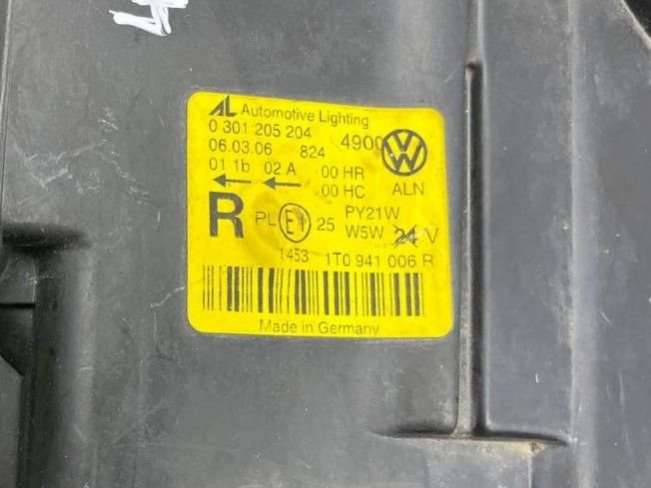 AL Automotive Lighting
0 301 205 204
06.03.06 824 4900
01 1b 02 A 00 HR
00 HC ALN
R PL E1 25 PY21W
W5W 24 V
1453 1T0 941 006 R
Made in Germany